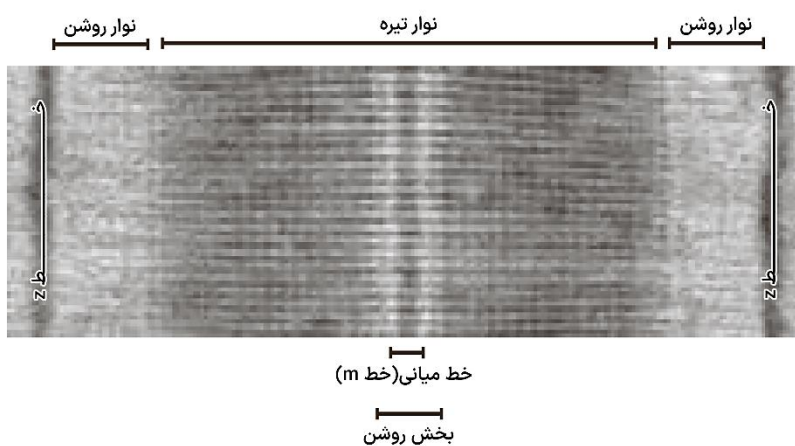 نوار روشن
نوار تیره
نوار روشن
خط z
خط z
خط میانی(خط m)
بخش روشن